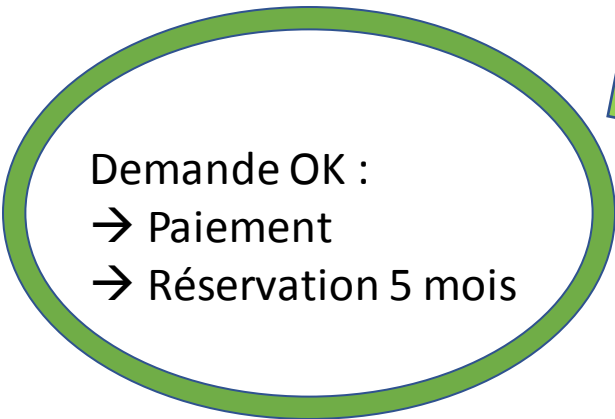 Demande OK :
→ Paiement
→ Réservation 5 mois